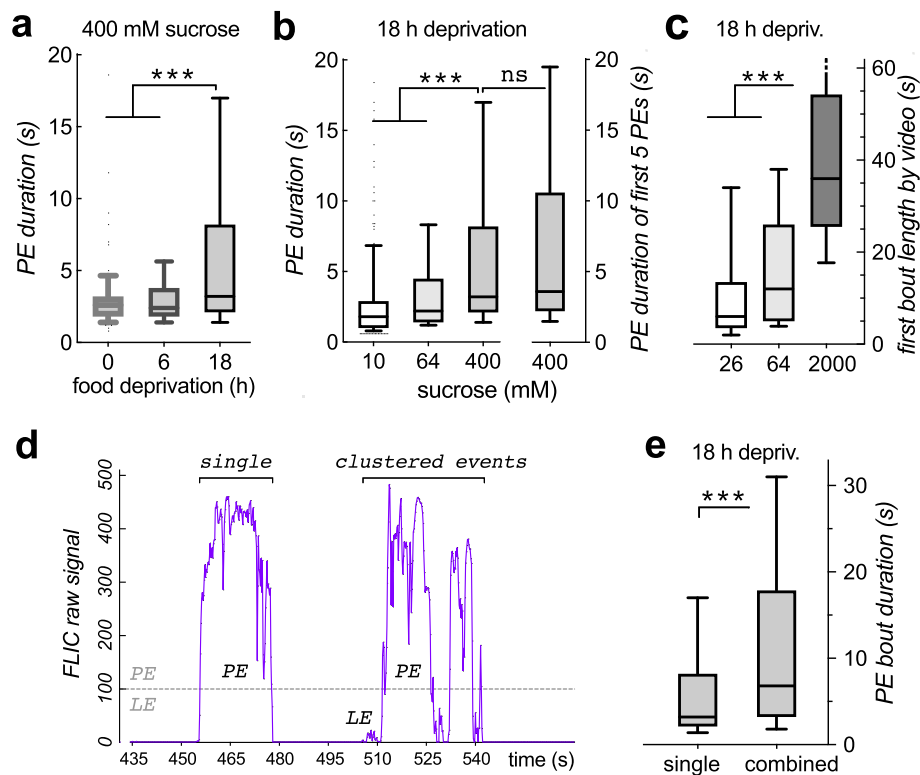 a
400 mM sucrose
PE duration (s)
20
15
10
5
0
***
0 6 18
food deprivation (h)
b
18 h deprivation
PE duration (s)
20
15
10
5
0
***
ns
10 64 400 400
sucrose (mM)
20
15
10
5
0
PE duration of first 5 PEs (s)
c
18 h depriv.
***
26 64 2000
60
40
20
0
first bout length by video (s)
d
single
clustered events
FLIC raw signal
500
400
300
200
100
0
PE
LE
PE
LE
PE
435 450 465 480 495 510 525 540 time (s)
e
18 h depriv.
***
single combined
30
20
10
0
PE bout duration (s)